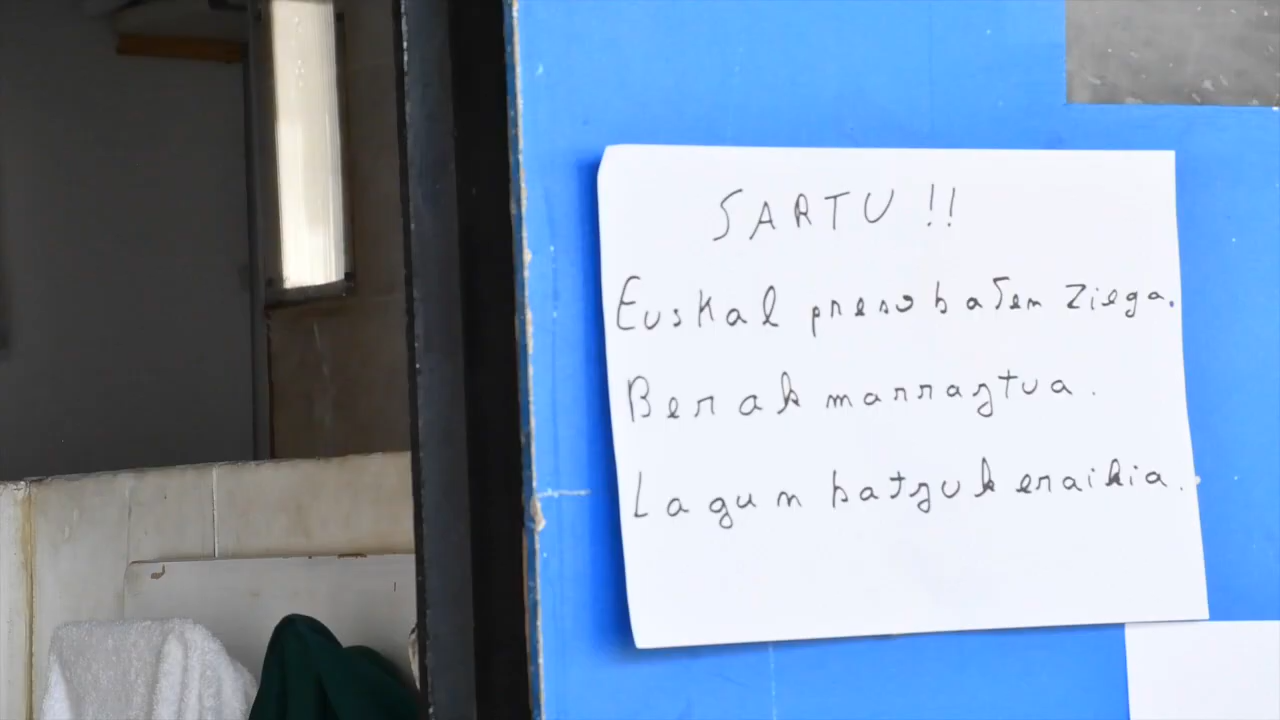 SARTU !!
Euskal preso baten ziega.
Berak marraztua.
Lagun batzuk eraikia.